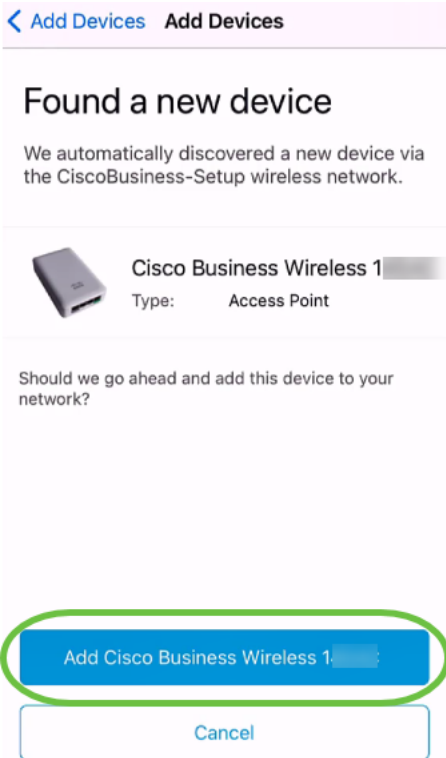 Add Devices Add Devices
Found a new device
We automatically discovered a new device via
the CiscoBusiness-Setup wireless network.
Cisco Business Wireless 1
Type: Access Point
Should we go ahead and add this device to your
network?
Add Cisco Business Wireless 1
Cancel